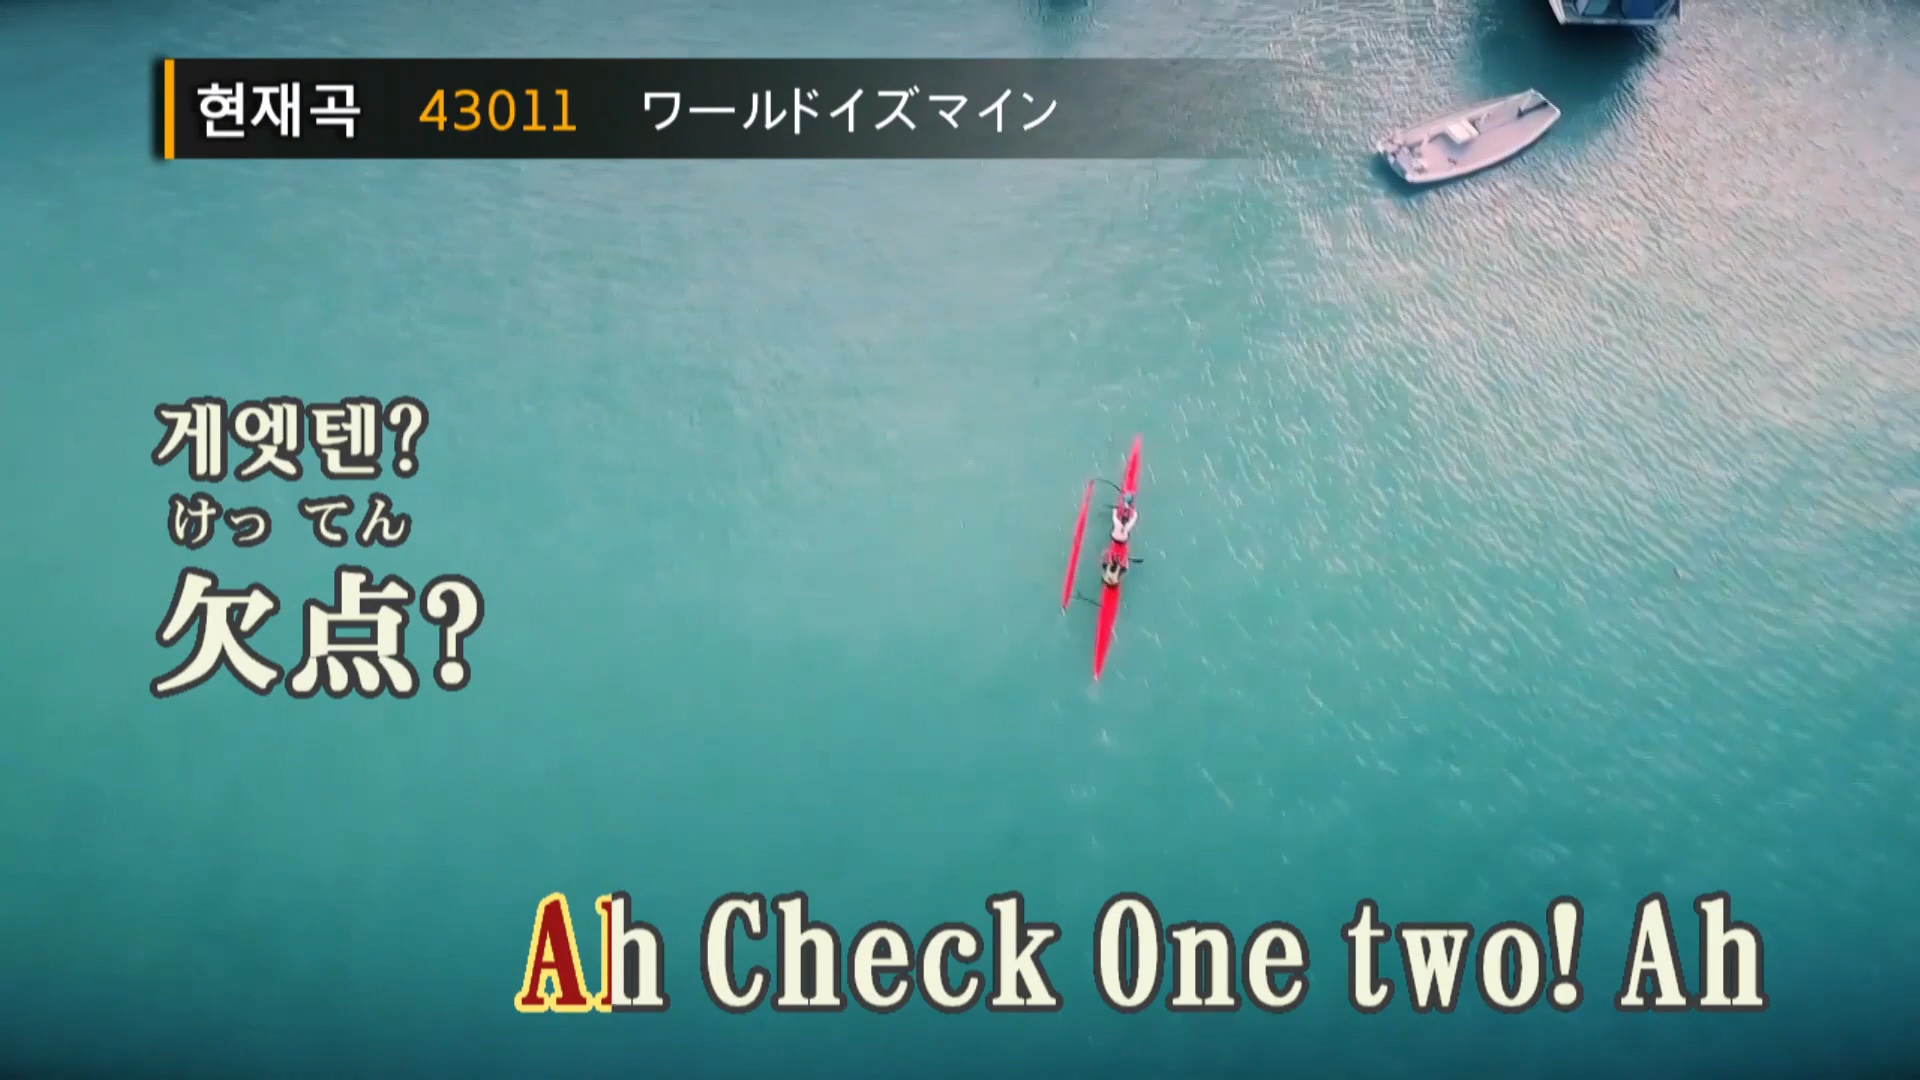 현재곡 43011 ワールドイズマイン
게엣텐?
けってん
欠点?
Ah Check One two! Ah